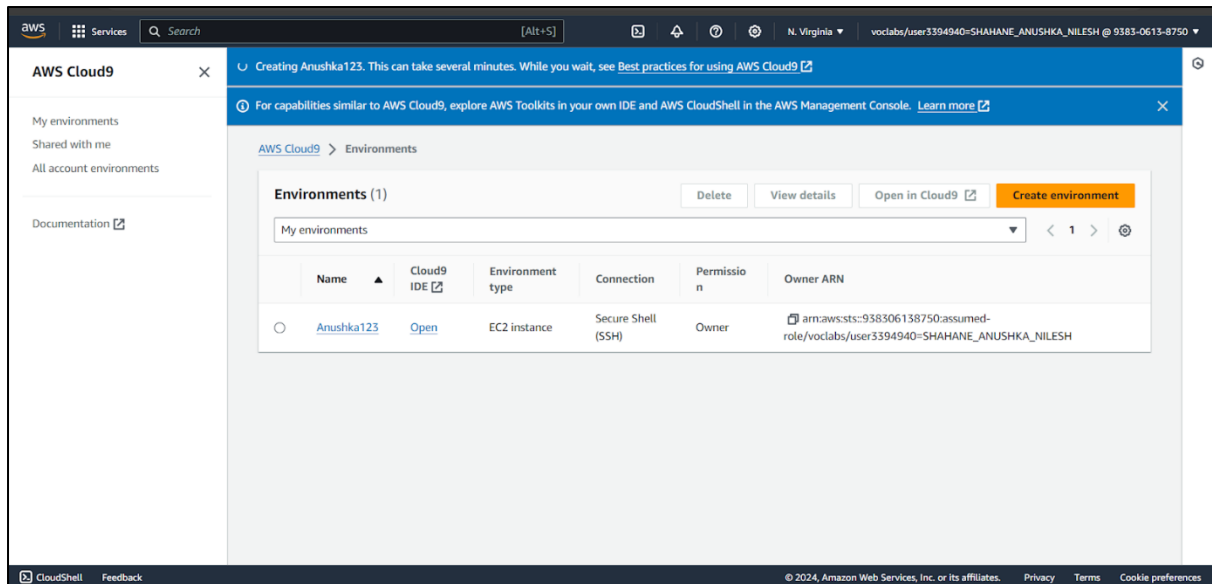 aws Services Search [Alt+S] N. Virginia ▼ voclabs/user3394940=SHAHANE_ANUSHKA_NILESH @ 9383-0613-8750 ▼
AWS Cloud9
My environments
Shared with me
All account environments
Documentation
Creating Anushka123. This can take several minutes. While you wait, see Best practices for using AWS Cloud9
For capabilities similar to AWS Cloud9, explore AWS Toolkits in your own IDE and AWS CloudShell in the AWS Management Console. Learn more
AWS Cloud9 > Environments
Environments (1) Delete View details Open in Cloud9 Create environment
My environments ▼ < 1 >
Name ▲ Cloud9 IDE Environment type Connection Permissio n Owner ARN
Anushka123 Open EC2 instance Secure Shell (SSH) Owner arn:aws:sts::938306138750:assumed-
role/voclabs/user3394940=SHAHANE_ANUSHKA_NILESH
CloudShell Feedback © 2024, Amazon Web Services, Inc. or its affiliates. Privacy Terms Cookie preferences